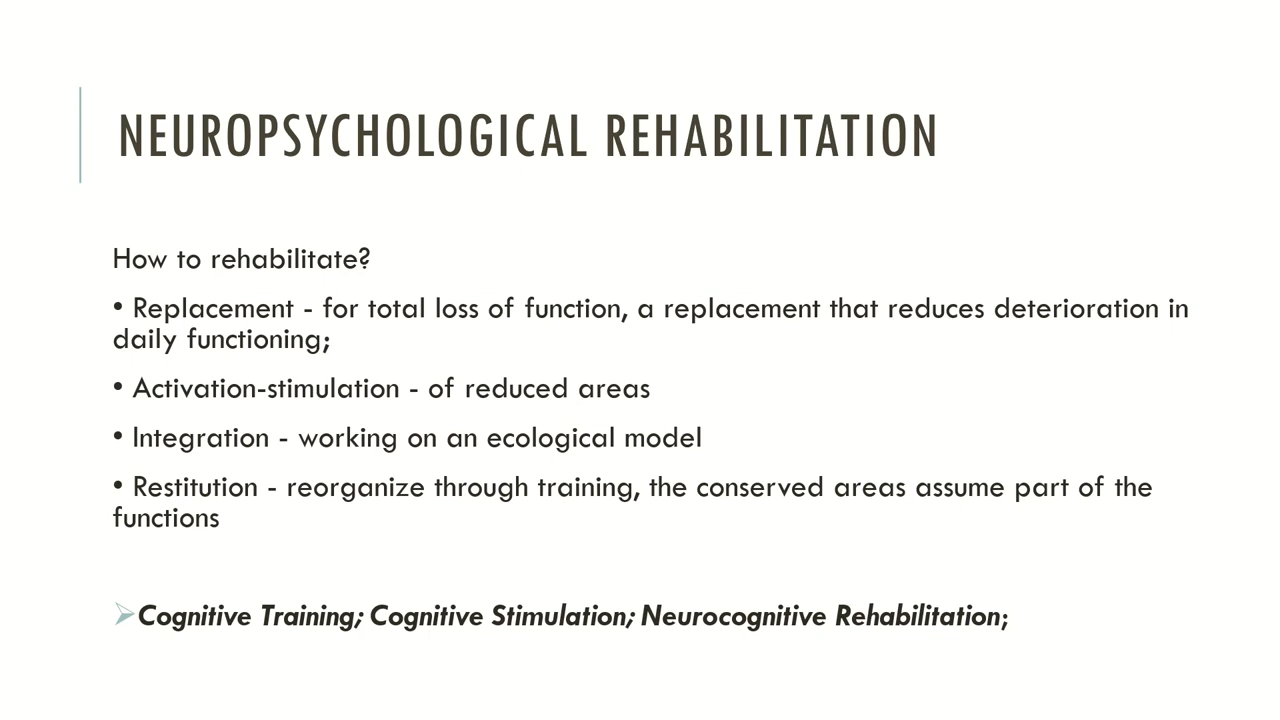 NEUROPSYCHOLOGICAL REHABILITATION
How to rehabilitate?
• Replacement - for total loss of function, a replacement that reduces deterioration in
daily functioning;
• Activation-stimulation - of reduced areas
• Integration - working on an ecological model
• Restitution - reorganize through training, the conserved areas assume part of the
functions
➢Cognitive Training; Cognitive Stimulation; Neurocognitive Rehabilitation;